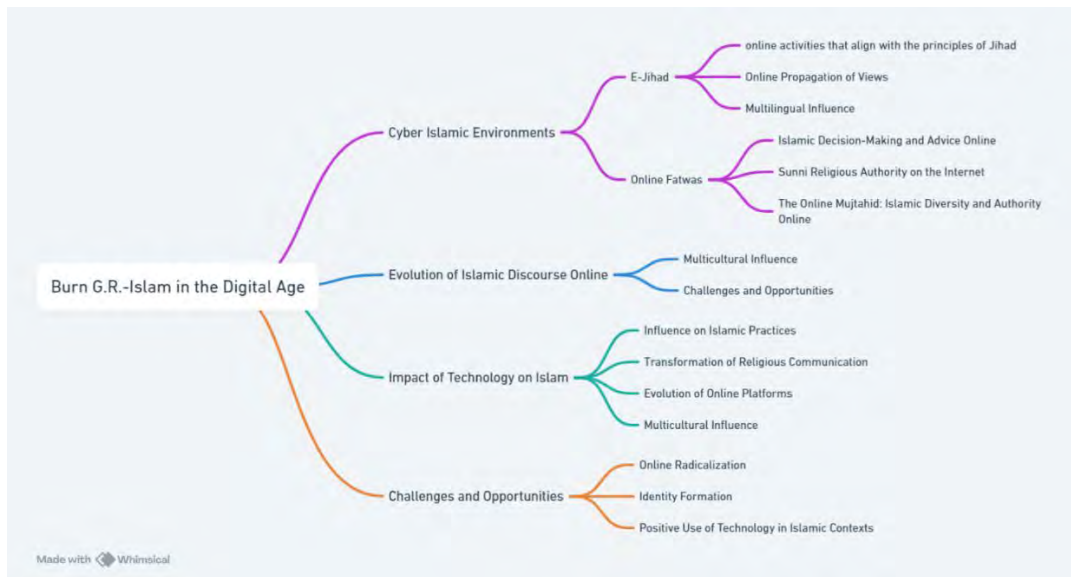 Burn G.R.-Islam in the Digital Age
Cyber Islamic Environments
E-Jihad
online activities that align with the principles of Jihad
Online Propagation of Views
Multilingual Influence
Online Fatwas
Islamic Decision-Making and Advice Online
Sunni Religious Authority on the Internet
The Online Mujtahid: Islamic Diversity and Authority
Online
Evolution of Islamic Discourse Online
Multicultural Influence
Challenges and Opportunities
Impact of Technology on Islam
Influence on Islamic Practices
Transformation of Religious Communication
Evolution of Online Platforms
Multicultural Influence
Challenges and Opportunities
Online Radicalization
Identity Formation
Positive Use of Technology in Islamic Contexts
Made with Whimsical